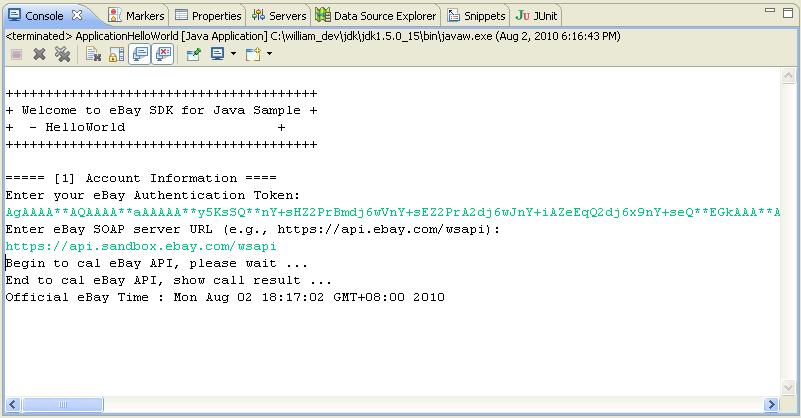 Console Markers Properties Servers Data Source Explorer Snippets JUnit
<terminated> ApplicationHelloWorld [Java Application] C:\william_dev\jdk\jdk1.5.0_15\bin\javaw.exe (Aug 2, 2010 6:16:43 PM)
+++++++++++++++++++++++++++++++++++++++
+ Welcome to eBay SDK for Java Sample +
+  - HelloWorld                    +
+++++++++++++++++++++++++++++++++++++++
===== [1] Account Information ====
Enter your eBay Authentication Token:
AgAAAA**AQAAAA**aAAAAA**y5KsSQ**nY+sHZ2PrBmdj6wVnY+sEZ2PrA2dj6wJnY+iAZeEqQ2dj6x9nY+seQ**EGkAAA**A
Enter eBay SOAP server URL (e.g., https://api.ebay.com/wsapi):
https://api.sandbox.ebay.com/wsapi
Begin to cal eBay API, please wait ...
End to cal eBay API, show call result ...
Official eBay Time : Mon Aug 02 18:17:02 GMT+08:00 2010